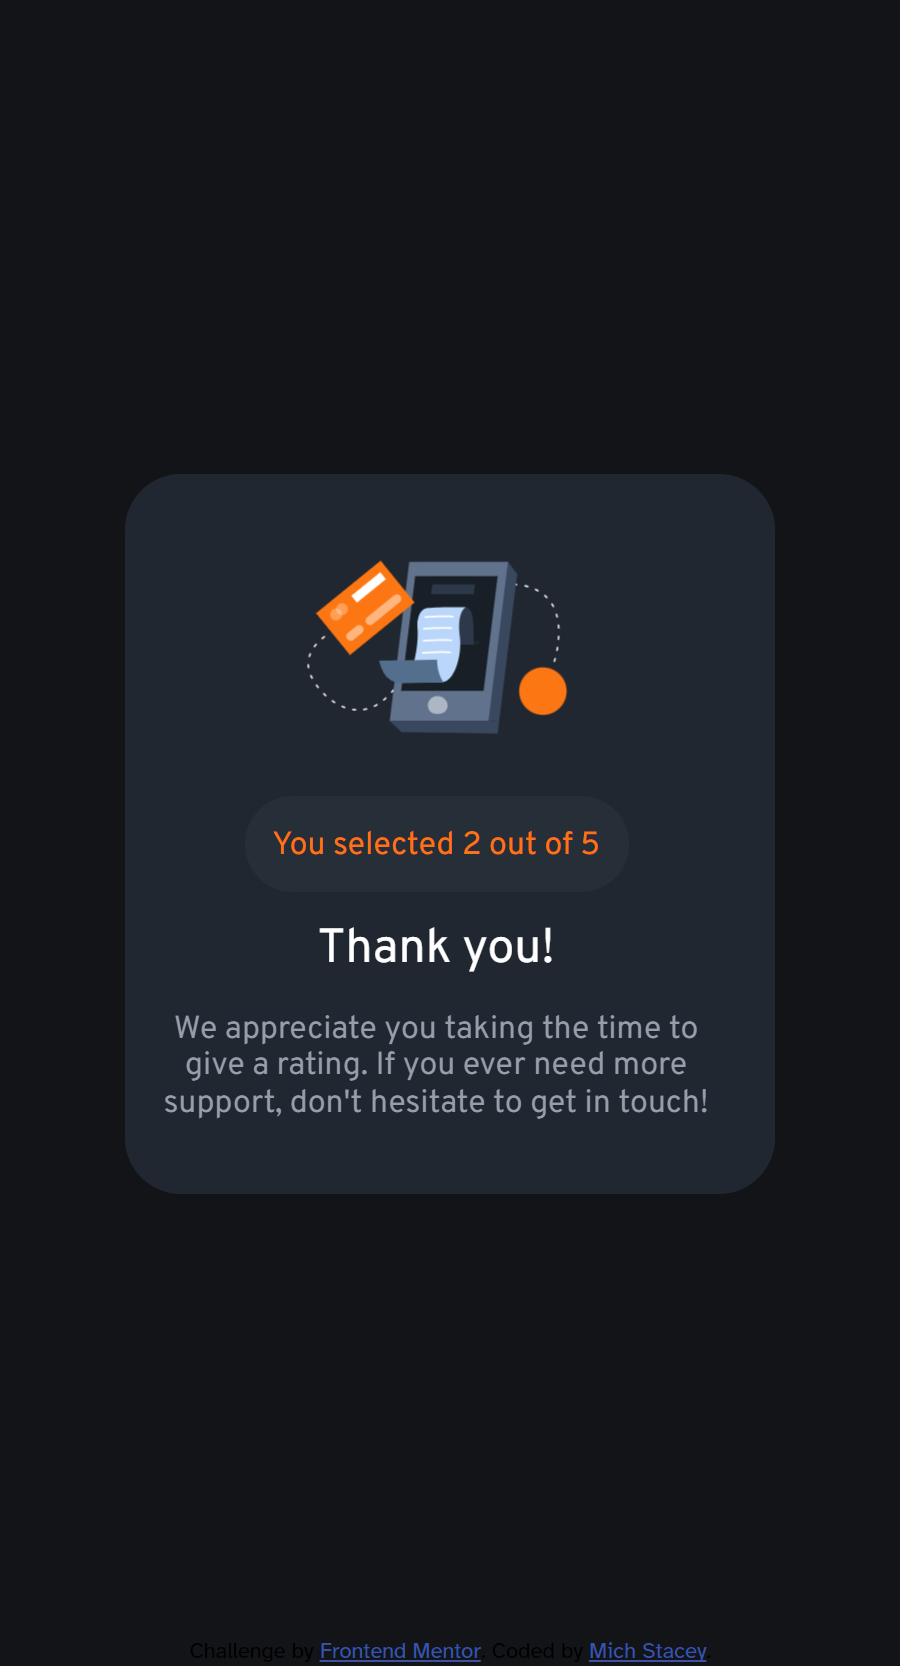 You selected 2 out of 5
Thank you!
We appreciate you taking the time to
give a rating. If you ever need more
support, don't hesitate to get in touch!
Challenge by Frontend Mentor. Coded by Mich Stacey.